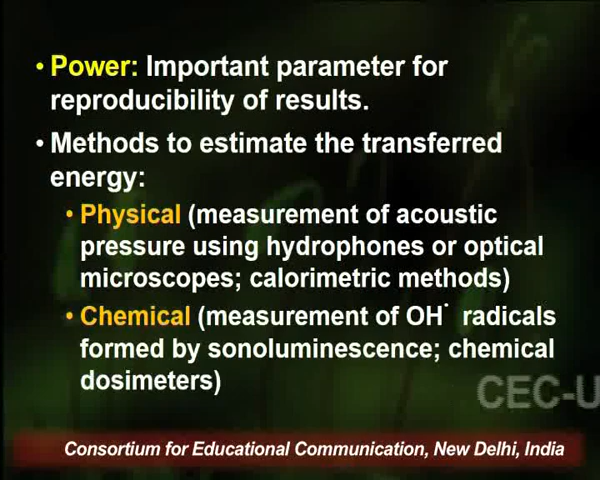 • Power: Important parameter for
reproducibility of results.
• Methods to estimate the transferred
energy:
• Physical (measurement of acoustic
pressure using hydrophones or optical
microscopes; calorimetric methods)
• Chemical (measurement of OH˙ radicals
formed by sonoluminescence; chemical
dosimeters)
CEC-U
Consortium for Educational Communication, New Delhi, India